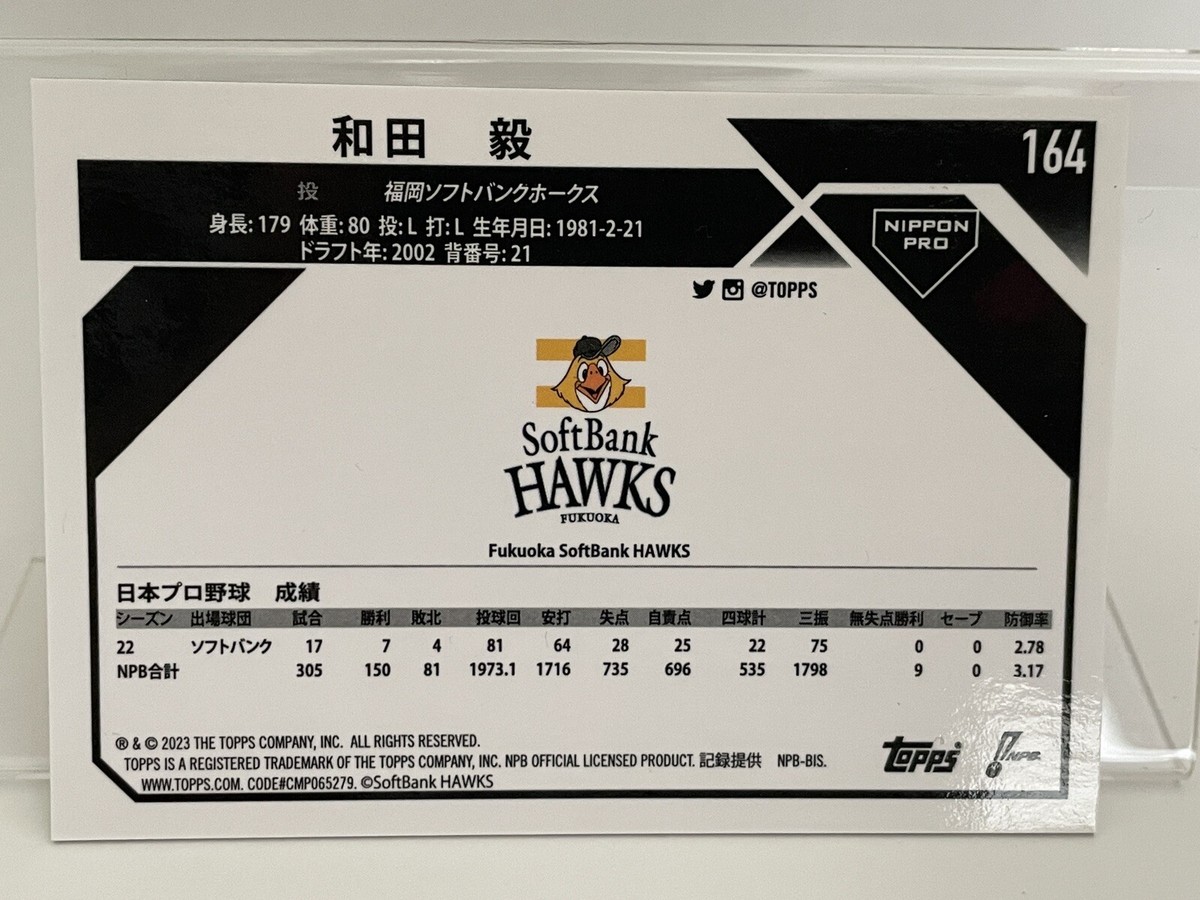 和田 毅
164
投 福岡ソフトバンクホークス
身長: 179 体重: 80 投: L 打: L 生年月日: 1981-2-21
ドラフト年: 2002 背番号: 21
NIPPON
PRO
@TOPPS
SoftBank
HAWKS
FUKUOKA
Fukuoka SoftBank HAWKS
日本プロ野球 成績
シーズン 出場球団 試合 勝利 敗北 投球回 安打 失点 自責点 四球計 三振 無失点勝利 セーブ 防御率
22 ソフトバンク 17 7 4 81 64 28 25 22 75 0 0 2.78
NPB合計 305 150 81 1973.1 1716 735 696 535 1798 9 0 3.17
® & © 2023 THE TOPPS COMPANY, INC. ALL RIGHTS RESERVED.
TOPPS IS A REGISTERED TRADEMARK OF THE TOPPS COMPANY, INC. NPB OFFICIAL LICENSED PRODUCT. 記録提供 NPB-BIS.
WWW.TOPPS.COM. CODE#CMP065279. ©SoftBank HAWKS
topps
NPB